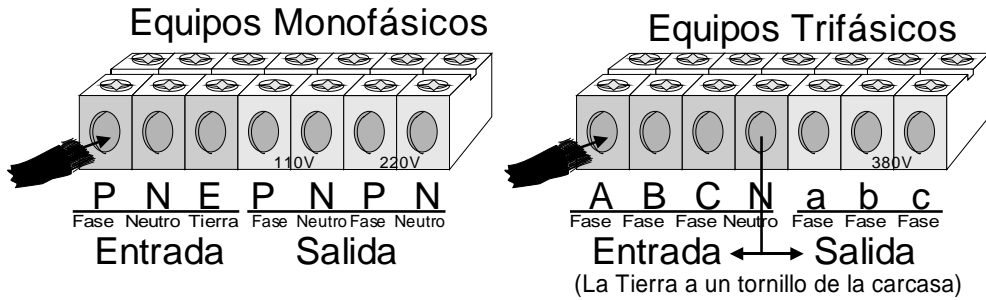 Equipos Monofásicos
110V 220V
P N E P N P N
Fase Neutro Tierra Fase Neutro Fase Neutro
Entrada Salida
Equipos Trifásicos
380V
A B C N a b c
Fase Fase Fase Neutro Fase Fase Fase
Entrada Salida
(La Tierra a un tornillo de la carcasa)